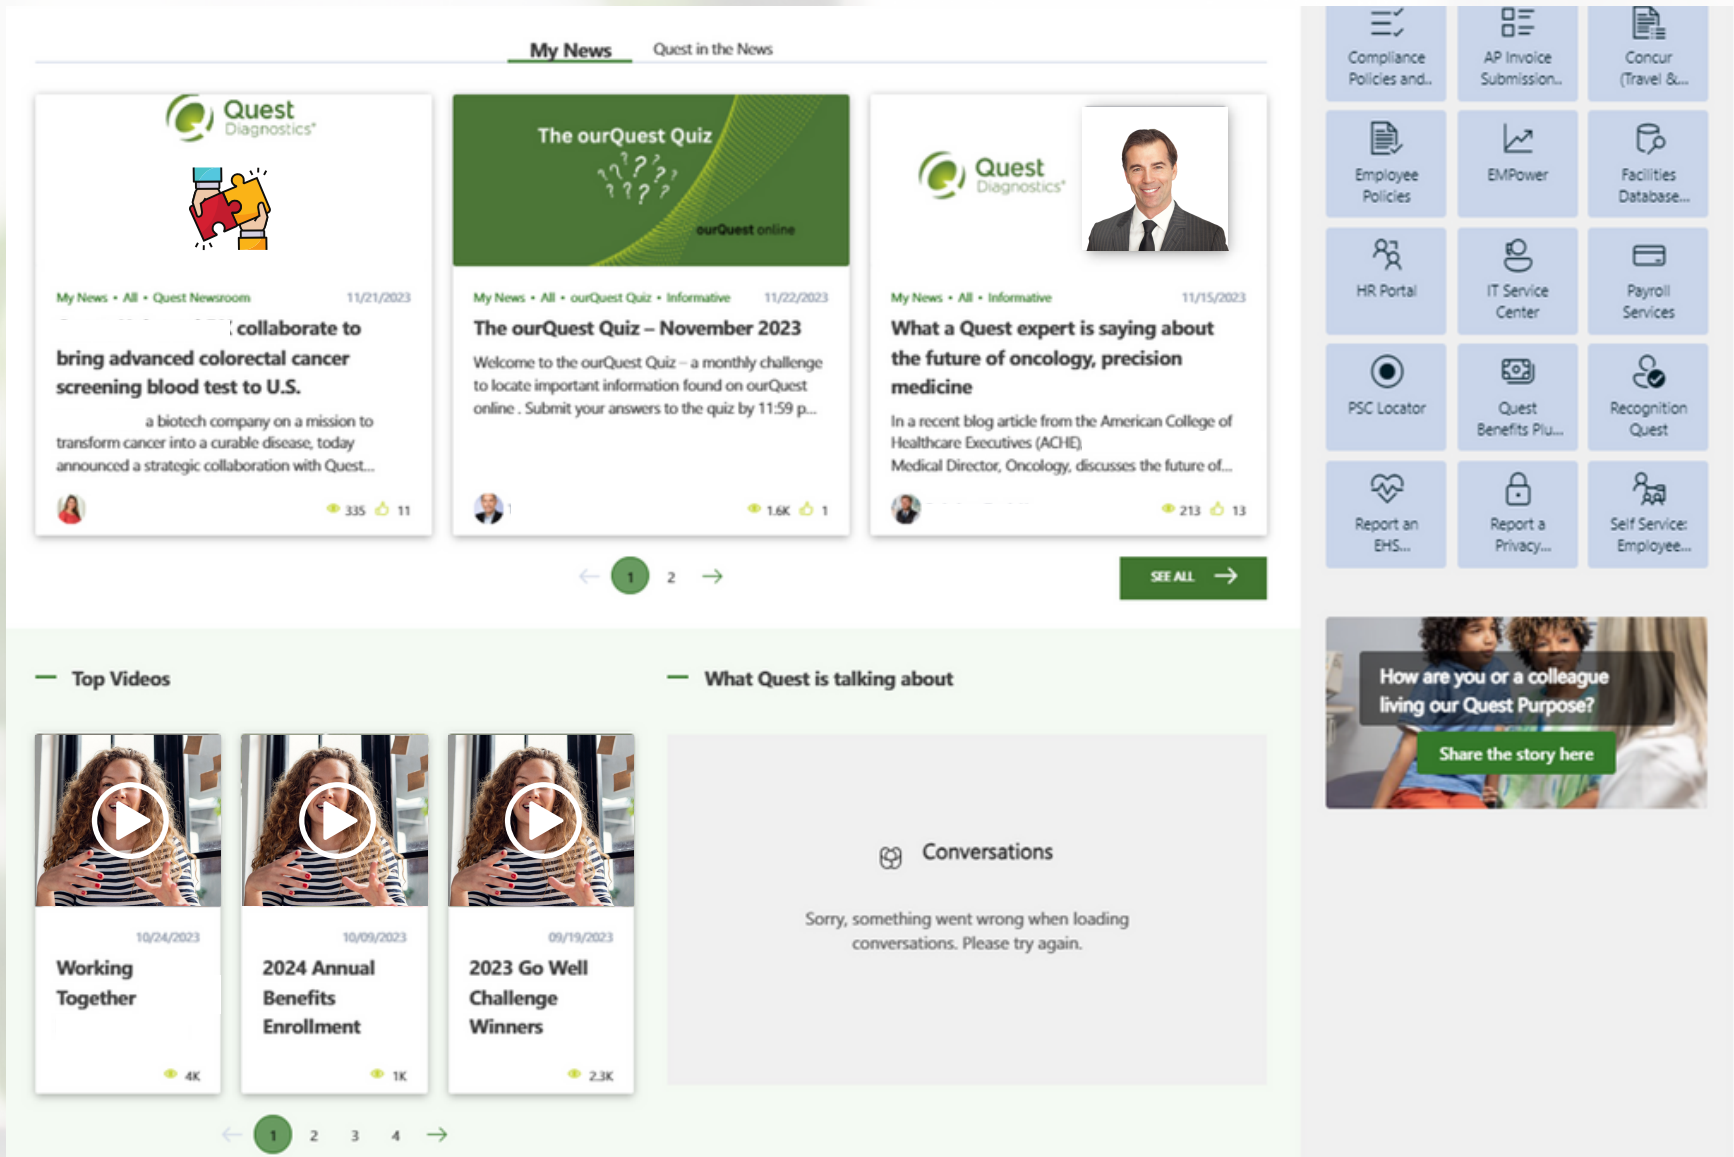 My News
Quest in the News
Quest
Diagnostics®
My News • All • Quest Newsroom
11/21/2023
collaborate to
bring advanced colorectal cancer
screening blood test to U.S.
a biotech company on a mission to
transform cancer into a curable disease, today
announced a strategic collaboration with Quest...
335
11
The ourQuest Quiz
? ? ? ?
? ? ? ?
ourQuest online
My News • All • ourQuest Quiz • Informative
11/22/2023
The ourQuest Quiz – November 2023
Welcome to the ourQuest Quiz – a monthly challenge
to locate important information found on ourQuest
online . Submit your answers to the quiz by 11:59 p...
1.6K
1
Quest
Diagnostics®
My News • All • Informative
11/15/2023
What a Quest expert is saying about
the future of oncology, precision
medicine
In a recent blog article from the American College of
Healthcare Executives (ACHE)
Medical Director, Oncology, discusses the future of...
213
13
1
2
SEE ALL
Top Videos
10/24/2023
Working
Together
4K
10/09/2023
2024 Annual
Benefits
Enrollment
1K
09/19/2023
2023 Go Well
Challenge
Winners
2.3K
1
2
3
4
What Quest is talking about
Conversations
Sorry, something went wrong when loading
conversations. Please try again.
Compliance
Policies and..
AP Invoice
Submission..
Concur
(Travel &...
Employee
Policies
EMPower
Facilities
Database...
HR Portal
IT Service
Center
Payroll
Services
PSC Locator
Quest
Benefits Plu...
Recognition
Quest
Report an
EHS...
Report a
Privacy...
Self Service:
Employee...
How are you or a colleague
living our Quest Purpose?
Share the story here